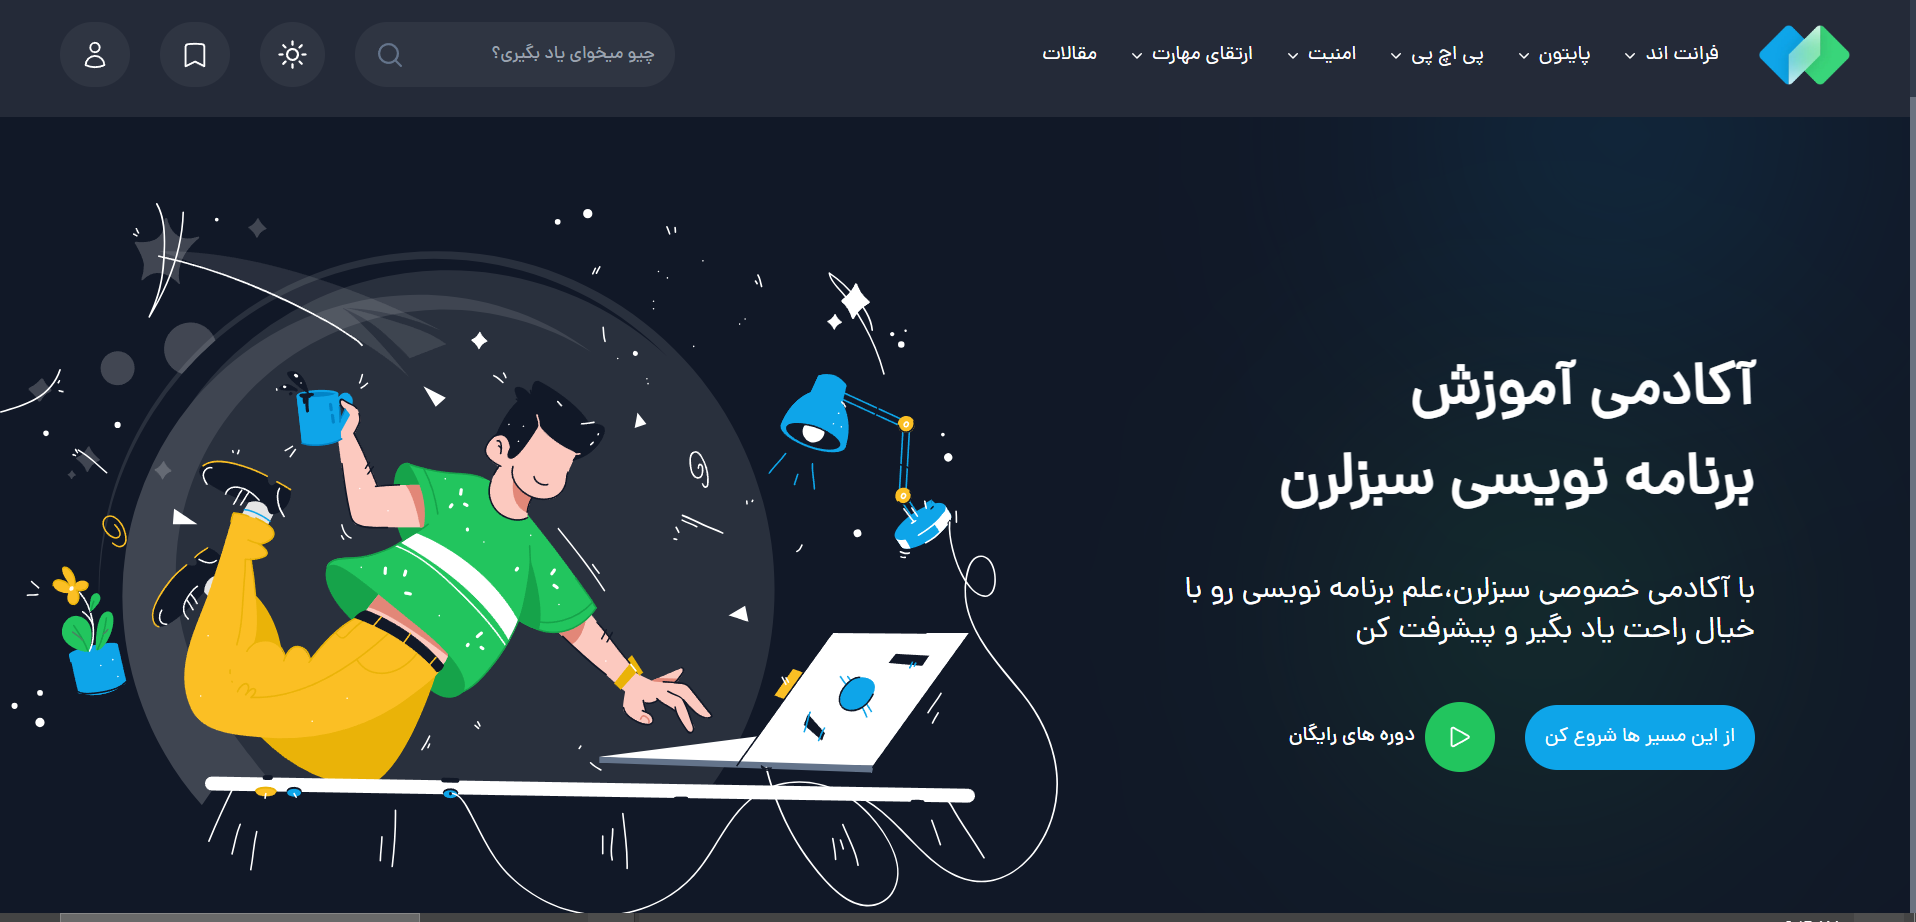 فرانت اند
پایتون
پی اچ پی
امنیت
ارتقای مهارت
مقالات
چیو میخوای یاد بگیری؟
آکادمی آموزش
برنامه نویسی سبزلرن
با آکادمی خصوصی سبزلرن،علم برنامه نویسی رو با
خیال راحت یاد بگیر و پیشرفت کن
از این مسیر ها شروع کن
دوره های رایگان